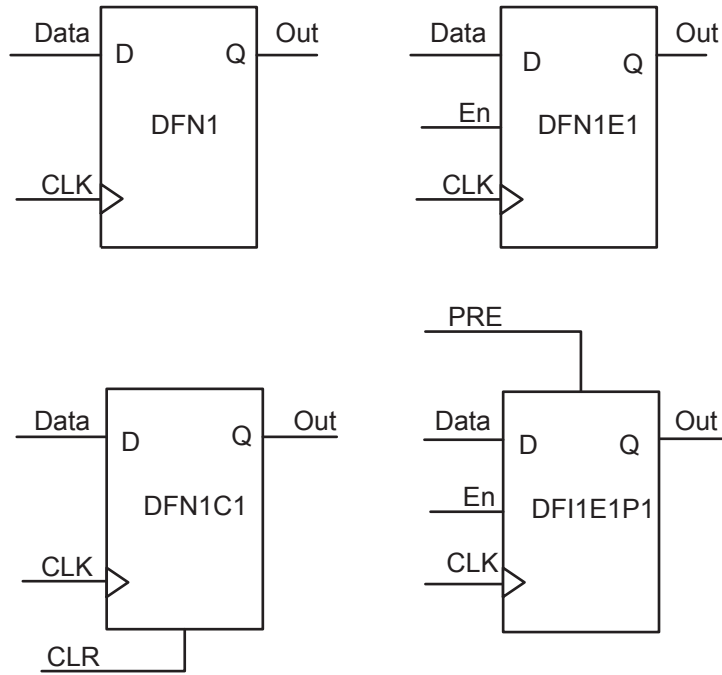 Data
D
Q
Out
DFN1
CLK
Data
D
Q
Out
En
DFN1E1
CLK
Data
D
Q
Out
DFN1C1
CLK
CLR
PRE
Data
D
Q
Out
En
DFI1E1P1
CLK